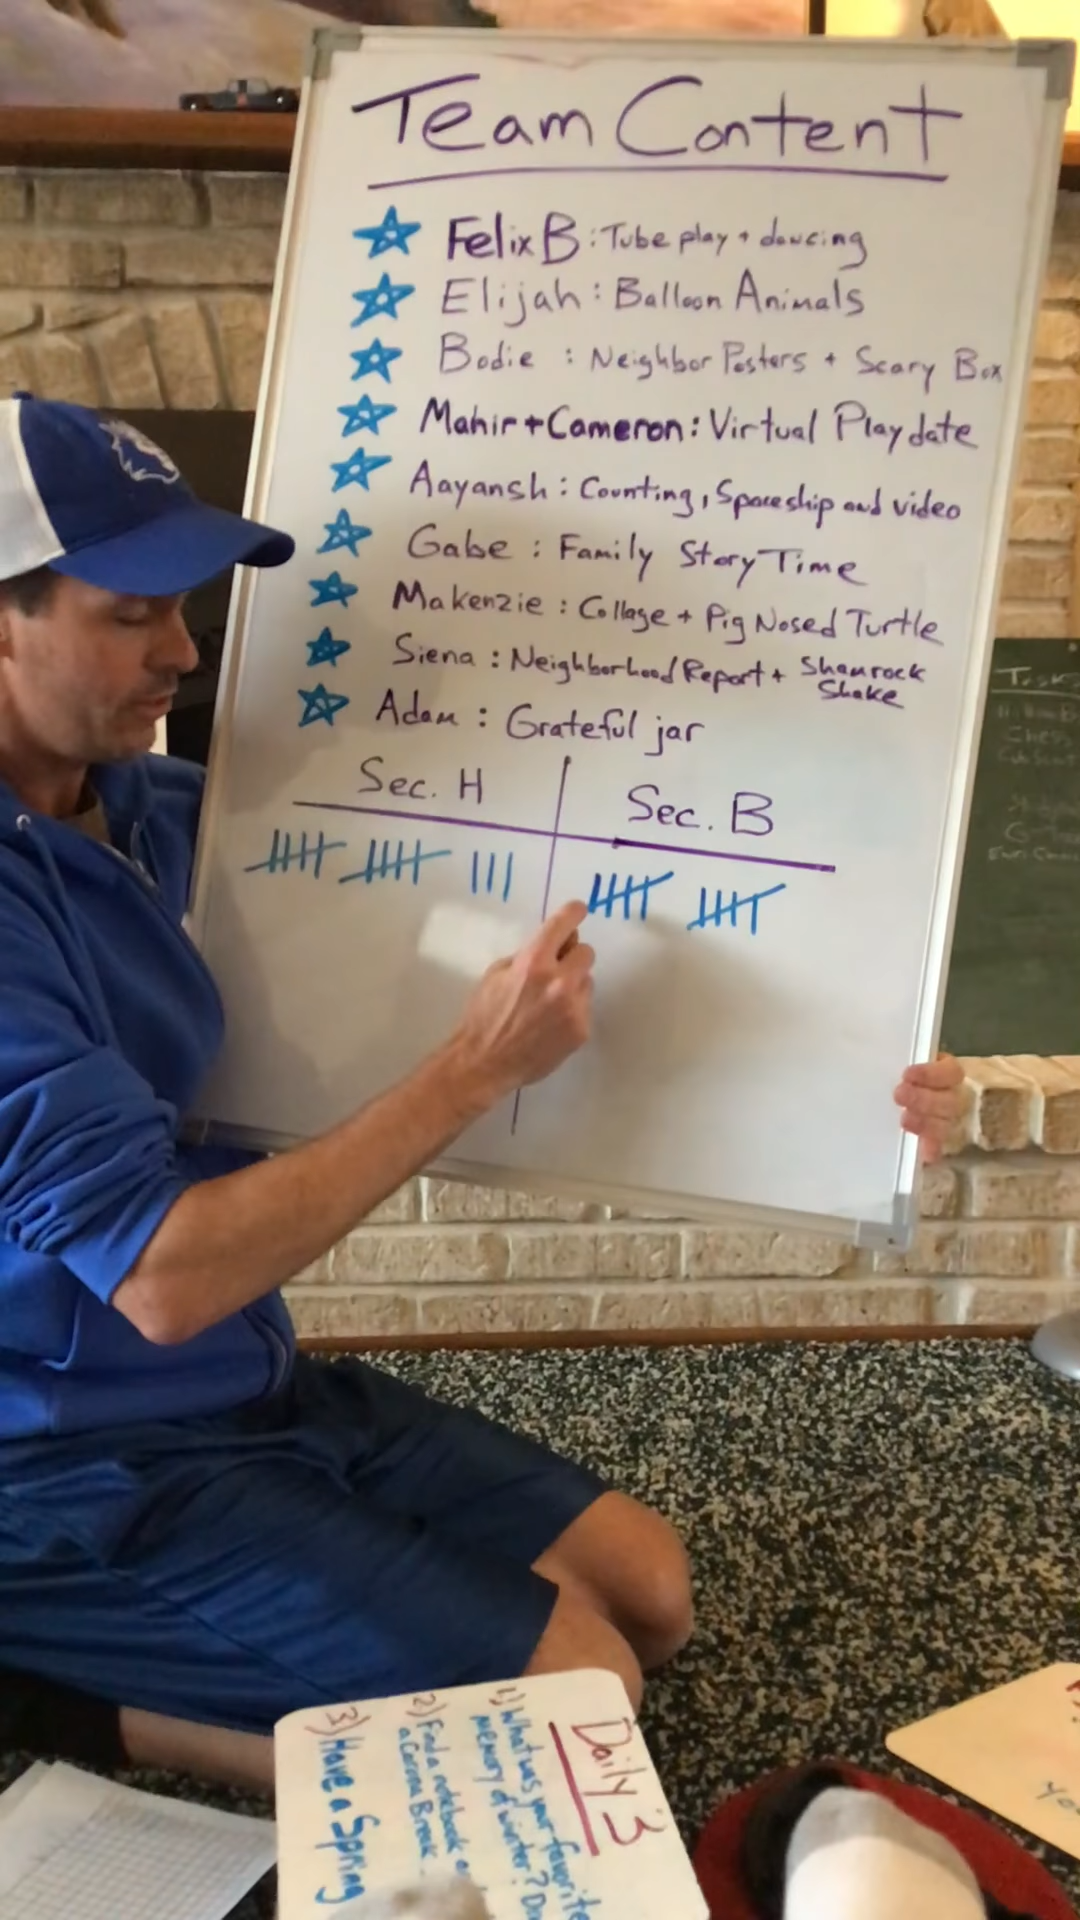 Team Content
Felix B : Tube play + dancing
Elijah : Balloon Animals
Bodie : Neighbor Posters + Scary Box
Mahir + Cameron : Virtual Playdate
Aayansh : Counting, Spaceship and video
Gabe : Family Story Time
Makenzie : Collage + Pig Nosed Turtle
Siena : Neighborhood Report + Shamrock
Shake
Adam : Grateful jar
Sec. H
Sec. B
Chess
Daily 3
1) What was your favorite
memory of winter?
2) Find a notebook
a Corona Break
3) Have a Spring